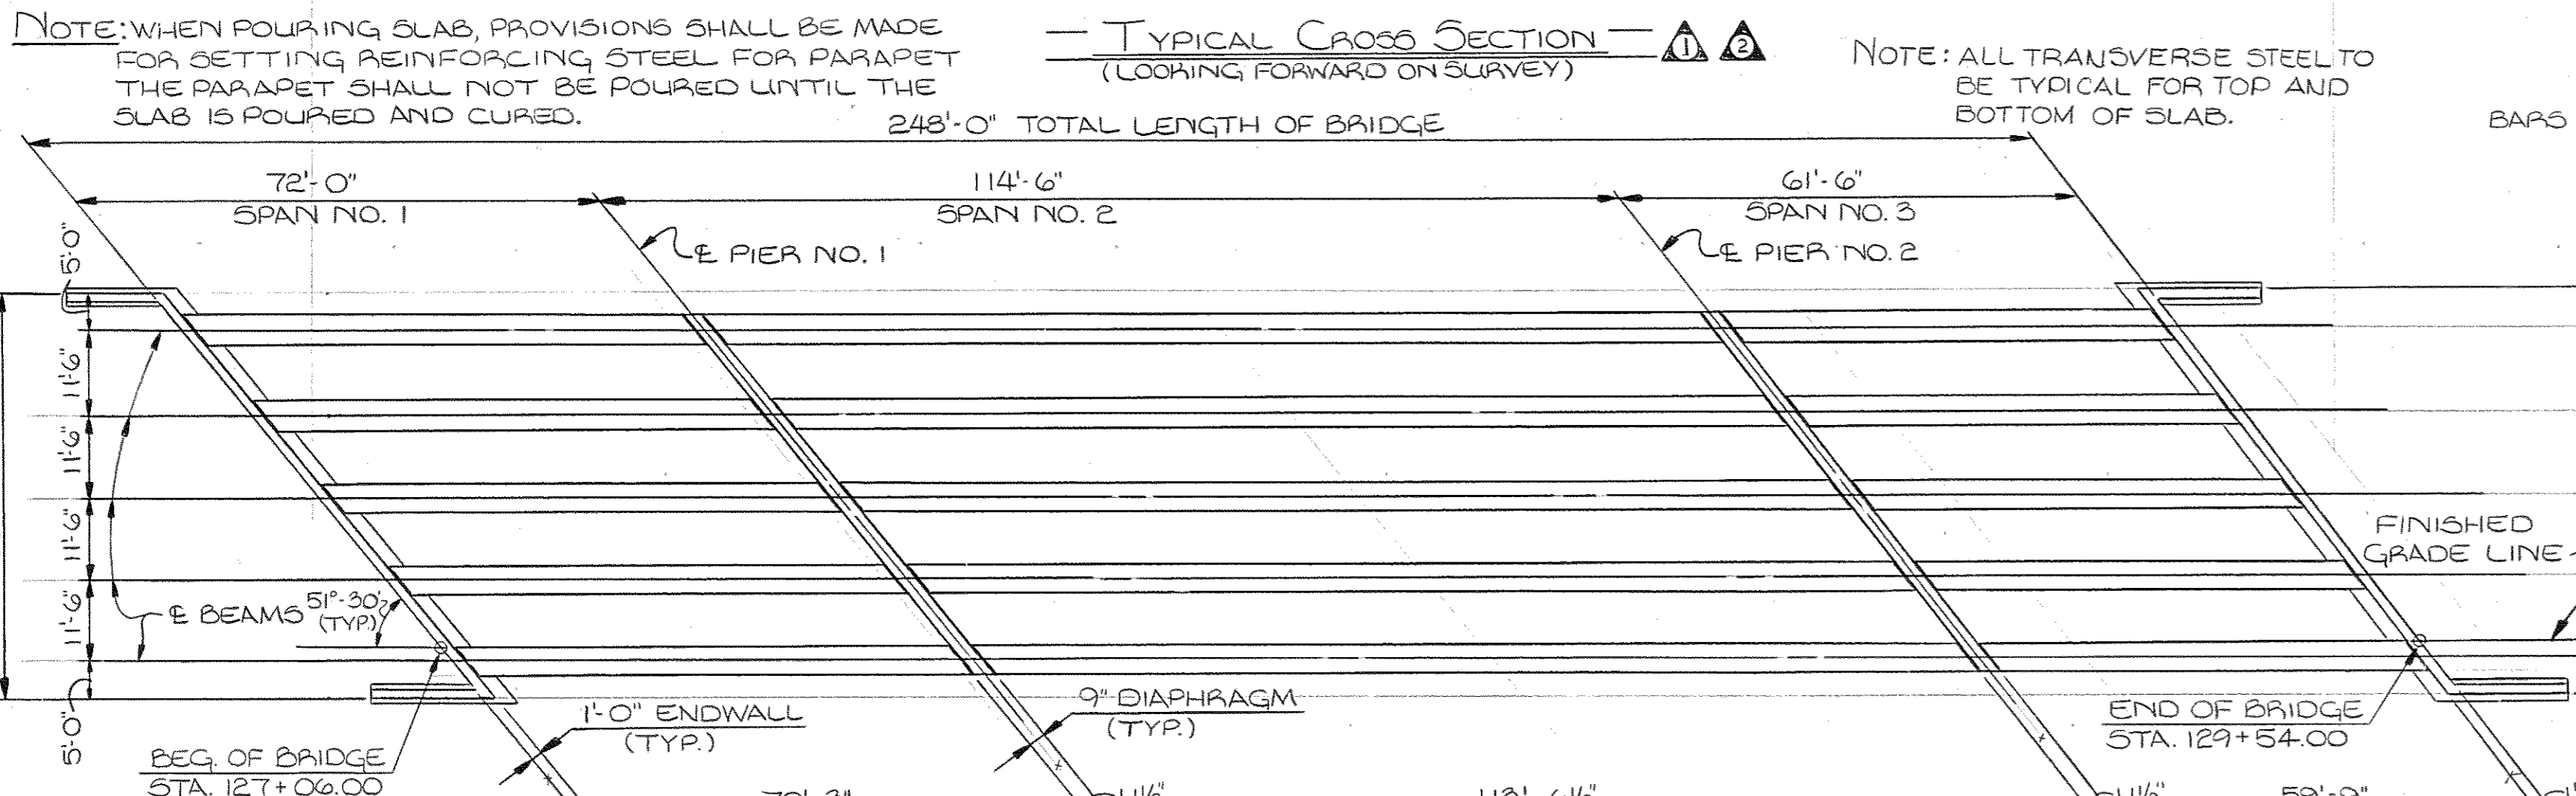 NOTE: WHEN POURING SLAB, PROVISIONS SHALL BE MADE
FOR SETTING REINFORCING STEEL FOR PARAPET
THE PARAPET SHALL NOT BE POURED UNTIL THE
SLAB IS POURED AND CURED.
— TYPICAL CROSS SECTION — 1 2
(LOOKING FORWARD ON SURVEY)
NOTE: ALL TRANSVERSE STEEL TO
BE TYPICAL FOR TOP AND
BOTTOM OF SLAB.
BARS
248'-0" TOTAL LENGTH OF BRIDGE
72'-0"
SPAN NO. 1
114'-6"
SPAN NO. 2
61'-6"
SPAN NO. 3
℄ PIER NO. 1
℄ PIER NO. 2
5'-0"
11'-6"
11'-6"
11'-6"
11'-6"
5'-0"
℄ BEAMS
51°-30'
(TYP.)
FINISHED
GRADE LINE
1'-0" ENDWALL
(TYP.)
9" DIAPHRAGM
(TYP.)
BEG. OF BRIDGE
STA. 127+06.00
END OF BRIDGE
STA. 129+54.00